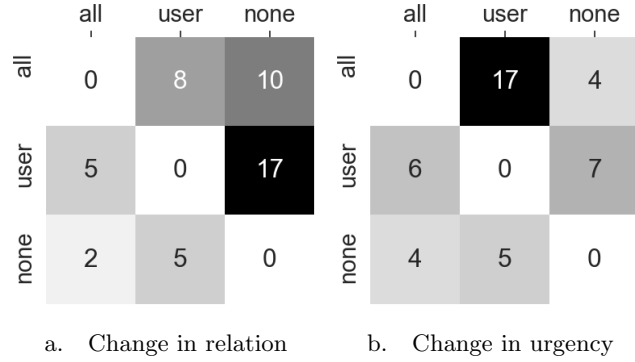 all user none
all 0 8 10
user 5 0 17
none 2 5 0
a. Change in relation
all user none
all 0 17 4
user 6 0 7
none 4 5 0
b. Change in urgency